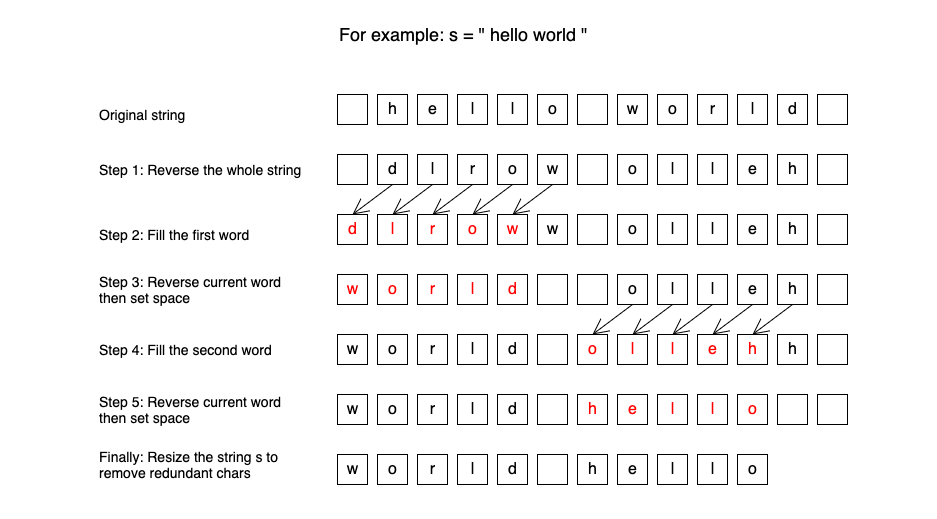 For example: s = " hello world "
Original string h e l l o w o r l d
Step 1: Reverse the whole string d l r o w o l l e h
Step 2: Fill the first word d l r o w w o l l e h
Step 3: Reverse current word
then set space w o r l d o l l e h
Step 4: Fill the second word w o r l d o l l e h h
Step 5: Reverse current word
then set space w o r l d h e l l o
Finally: Resize the string s to
remove redundant chars w o r l d h e l l o